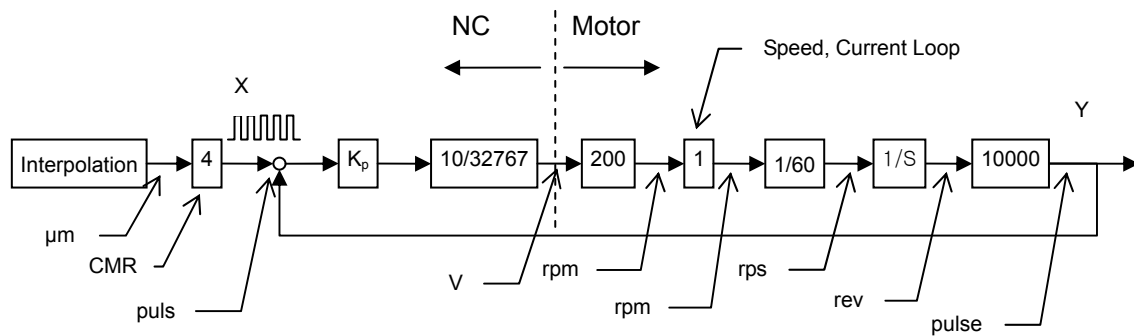 NC
Motor
Speed, Current Loop
X
Y
Interpolation
4
Kp
10/32767
200
1
1/60
1/S
10000
µm
CMR
puls
V
rpm
rpm
rps
rev
pulse